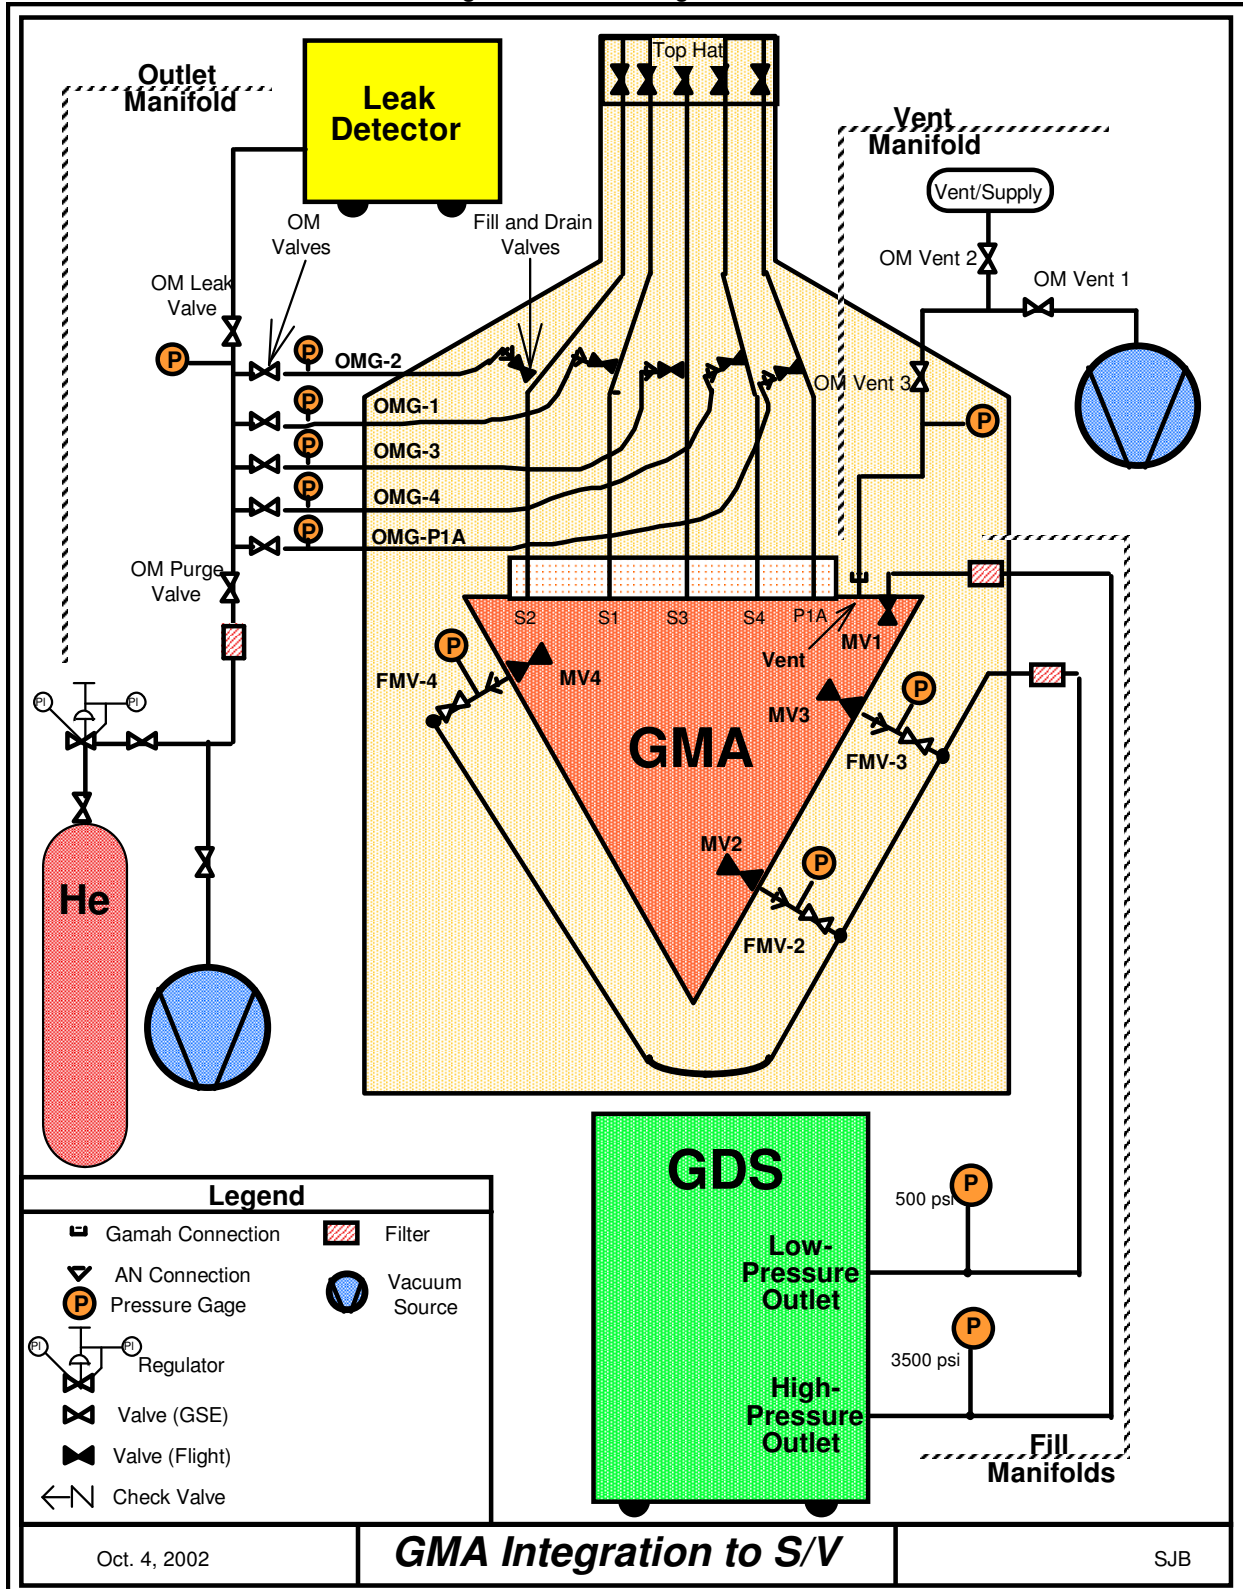 Top Hat
Outlet
Manifold
Leak
Detector
Vent
Manifold
Vent/Supply
OM
Valves
Fill and Drain
Valves
OM Vent 2
OM Vent 1
OM Leak
Valve
P
P
OMG-2
OM Vent 3
P
OMG-1
P
P
OMG-3
P
OMG-4
P
OMG-P1A
OM Purge
Valve
S2
S1
S3
S4
P1A
MV1
Vent
P
FMV-4
MV4
MV3
P
PI
PI
GMA
FMV-3
MV2
P
He
FMV-2
GDS
Legend
Gamah Connection
Filter
AN Connection
P
Pressure Gage
Vacuum
Source
PI
PI
Regulator
Valve (GSE)
Valve (Flight)
Check Valve
500 psi
P
Low-
Pressure
Outlet
P
3500 psi
High-
Pressure
Outlet
Fill
Manifolds
Oct. 4, 2002
GMA Integration to S/V
SJB